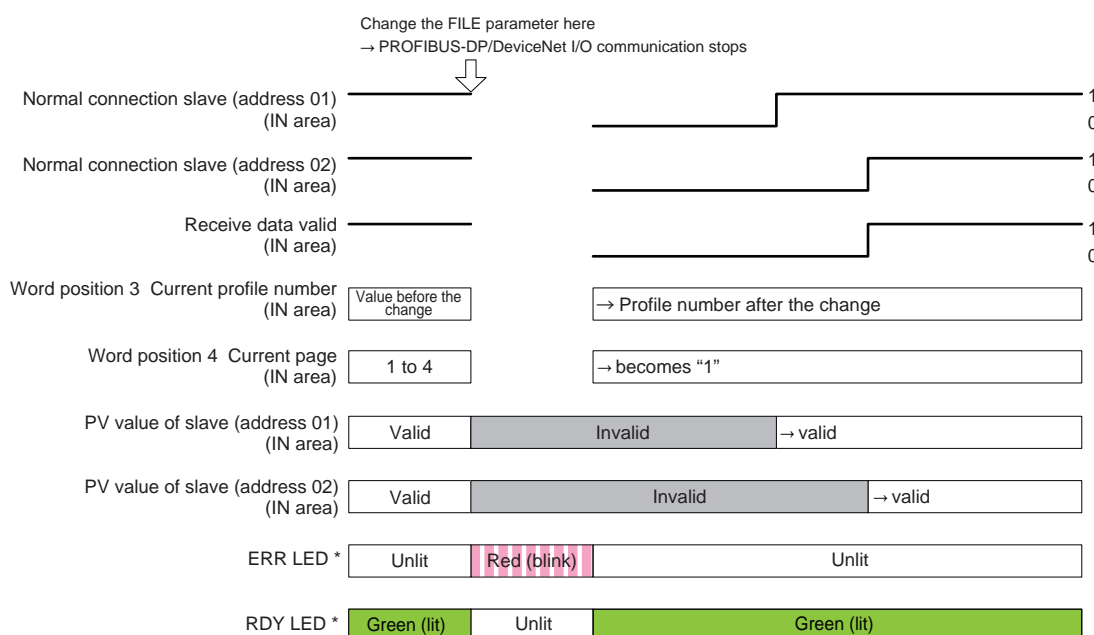 Change the FILE parameter here
→ PROFIBUS-DP/DeviceNet I/O communication stops
Normal connection slave (address 01)
(IN area)
1
0
Normal connection slave (address 02)
(IN area)
1
0
Receive data valid
(IN area)
1
0
Word position 3 Current profile number
(IN area)
Value before the
change
→ Profile number after the change
Word position 4 Current page
(IN area)
1 to 4
→ becomes “1”
PV value of slave (address 01)
(IN area)
Valid
Invalid
→ valid
PV value of slave (address 02)
(IN area)
Valid
Invalid
→ valid
ERR LED *
Unlit
Red (blink)
Unlit
RDY LED *
Green (lit)
Unlit
Green (lit)